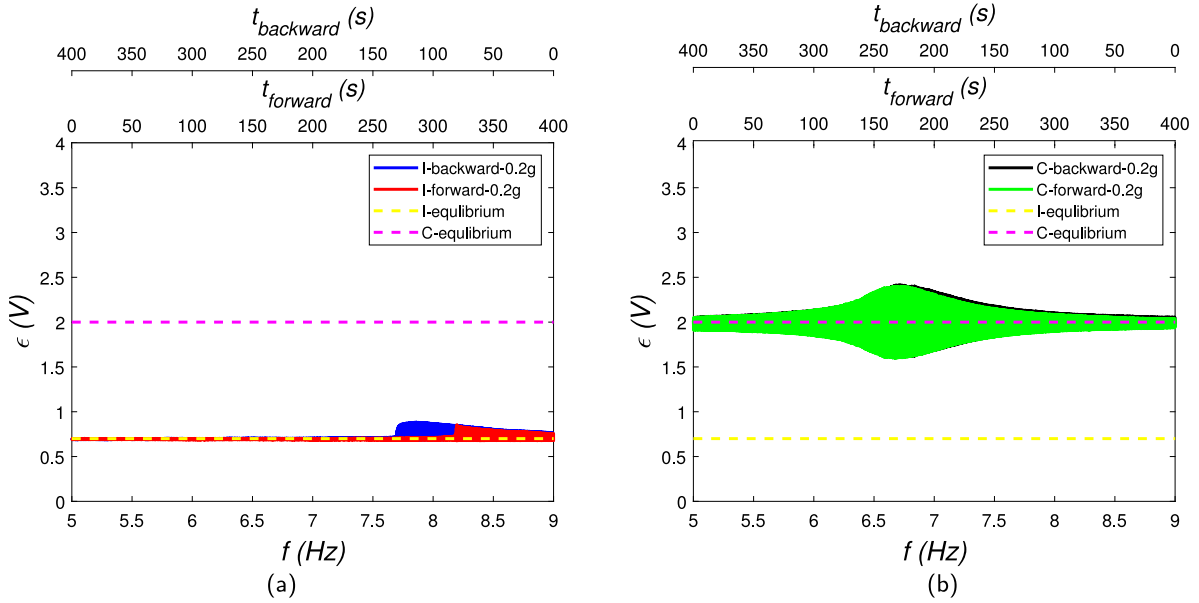 t_backward (s)
400 350 300 250 200 150 100 50 0
t_forward (s)
0 50 100 150 200 250 300 350 400
4
3.5
3
2.5
2
1.5
1
0.5
0
ϵ (V)
I-backward-0.2g
I-forward-0.2g
I-equlibrium
C-equlibrium
5 5.5 6 6.5 7 7.5 8 8.5 9
f (Hz)
(a)
t_backward (s)
400 350 300 250 200 150 100 50 0
t_forward (s)
0 50 100 150 200 250 300 350 400
4
3.5
3
2.5
2
1.5
1
0.5
0
ϵ (V)
C-backward-0.2g
C-forward-0.2g
I-equlibrium
C-equlibrium
5 5.5 6 6.5 7 7.5 8 8.5 9
f (Hz)
(b)